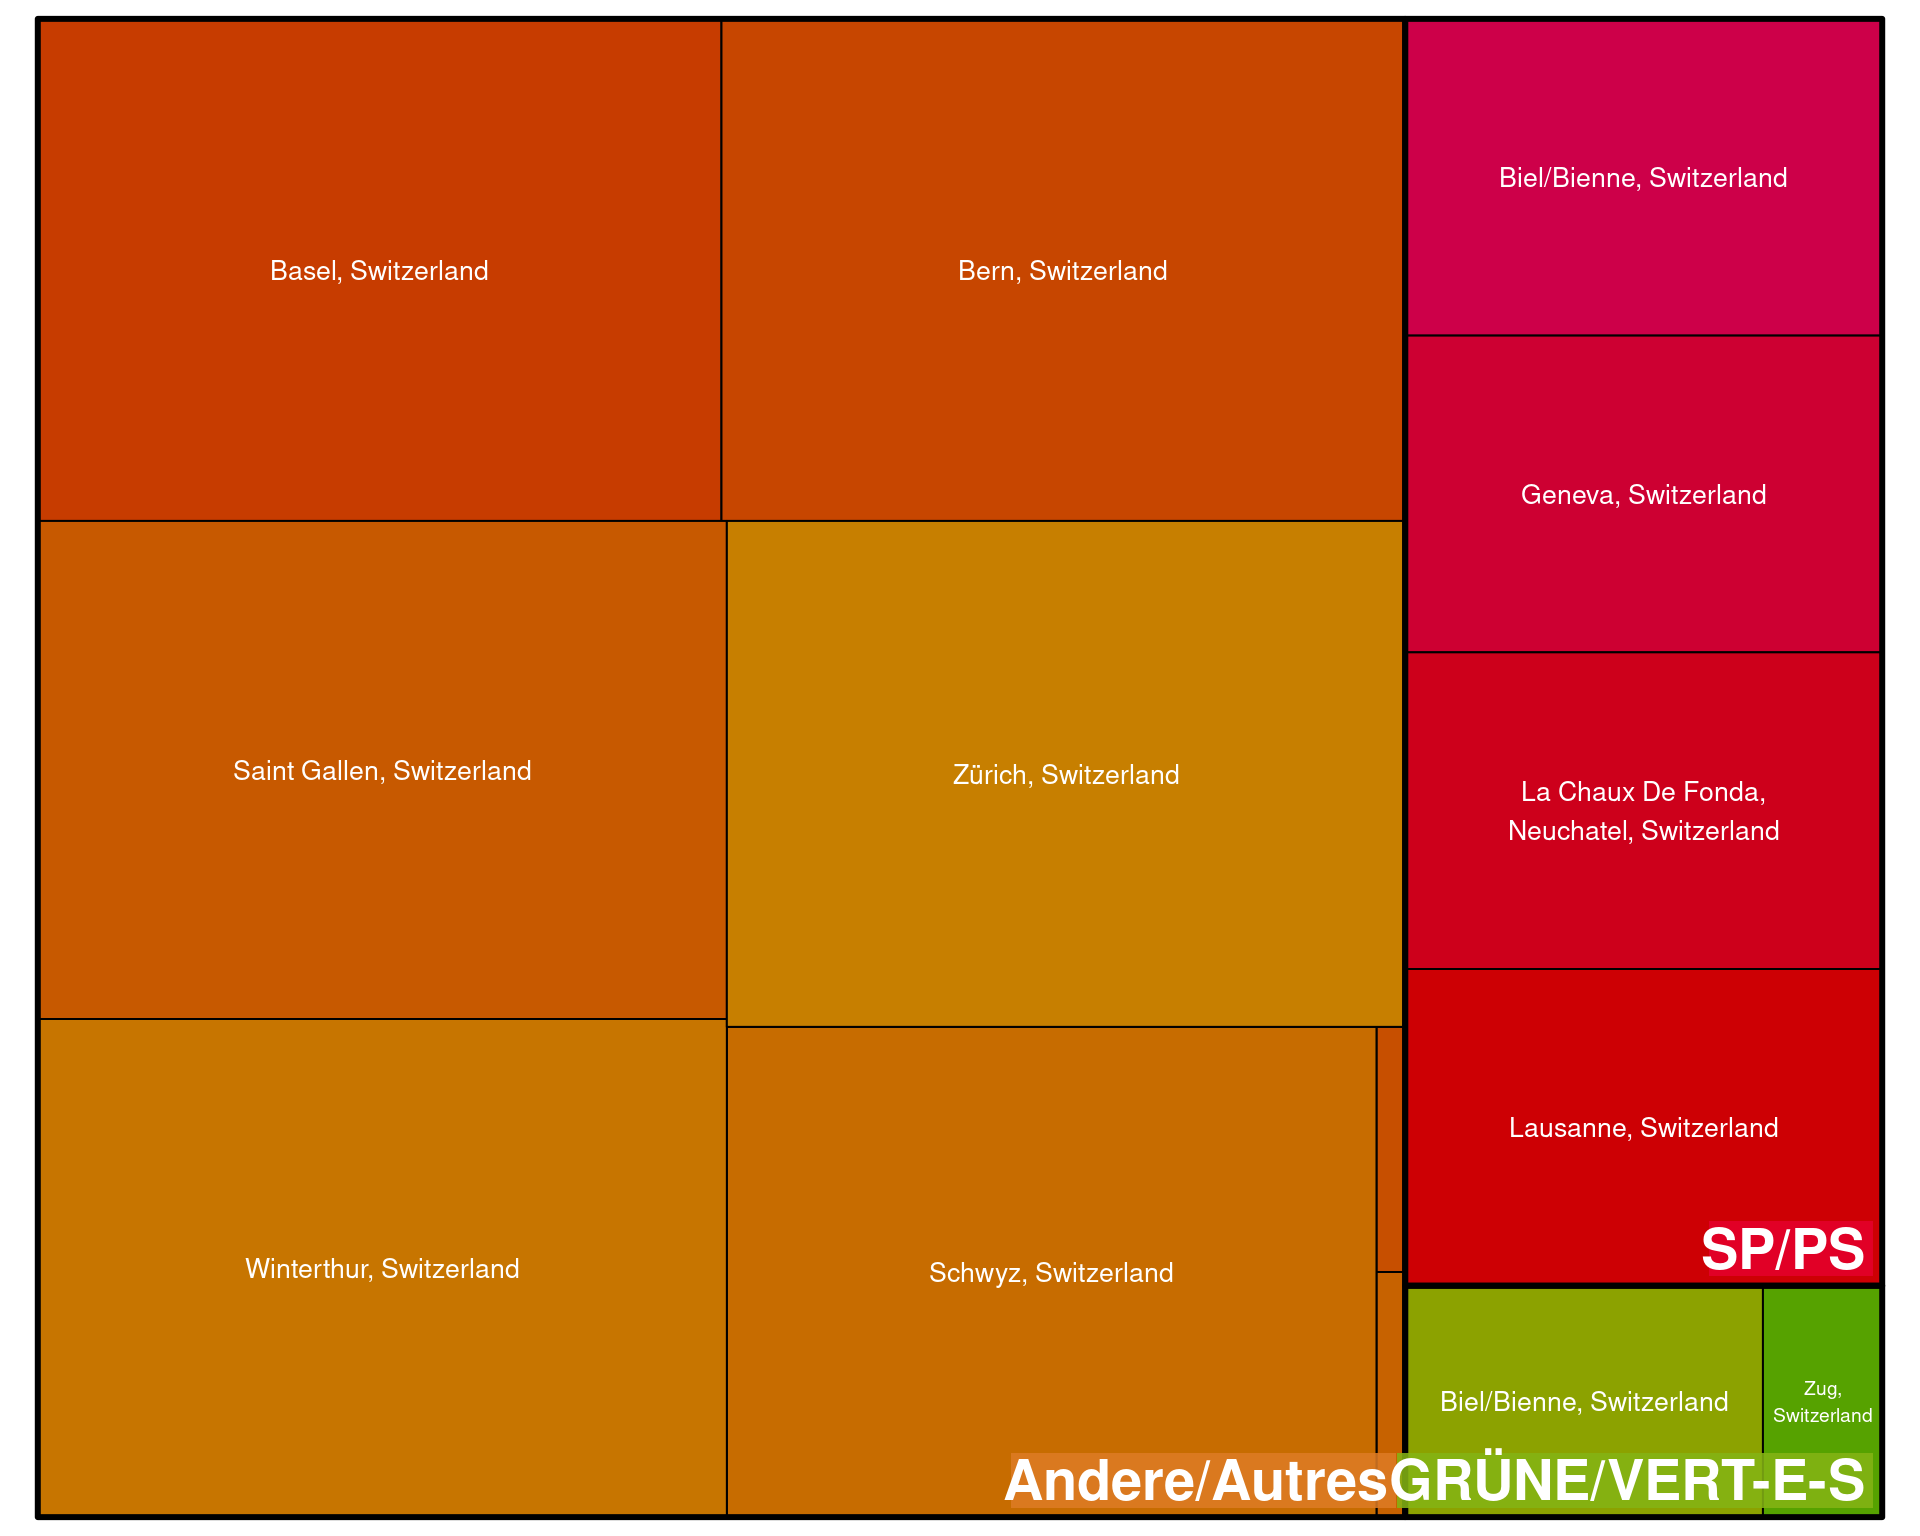 Basel, Switzerland
Bern, Switzerland
Biel/Bienne, Switzerland
Geneva, Switzerland
Saint Gallen, Switzerland
Zürich, Switzerland
La Chaux De Fonda,
Neuchatel, Switzerland
Lausanne, Switzerland
SP/PS
Winterthur, Switzerland
Schwyz, Switzerland
Biel/Bienne, Switzerland
Zug,
Switzerland
Andere/Autres
GRÜNE/VERT-E-S